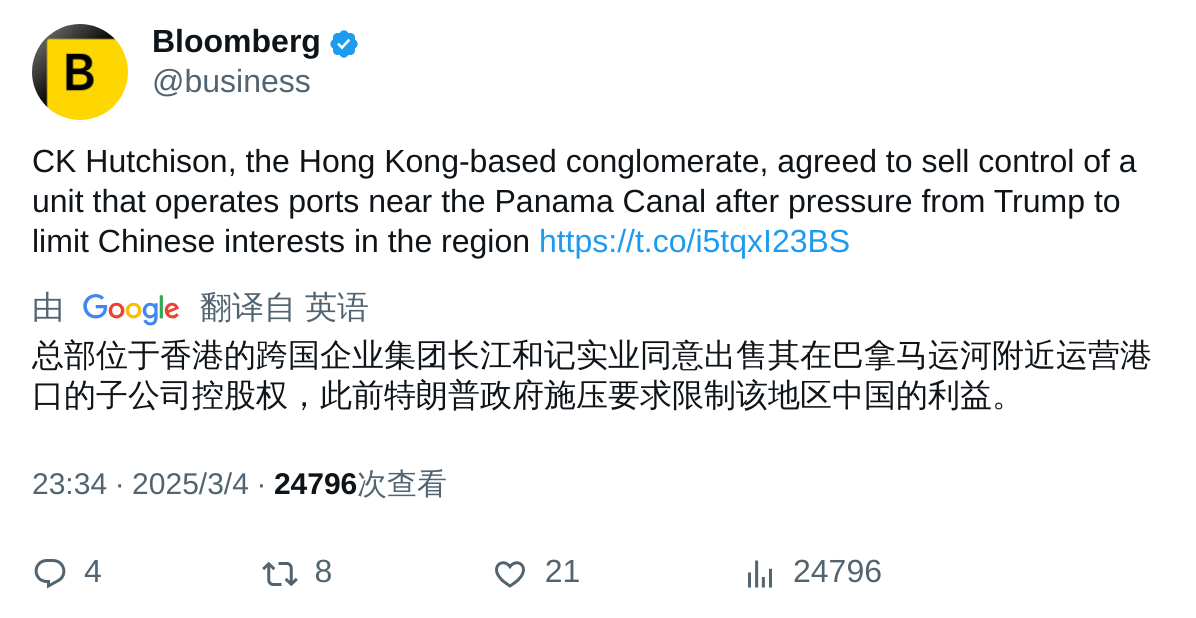 B
Bloomberg
@business
CK Hutchison, the Hong Kong-based conglomerate, agreed to sell control of a
unit that operates ports near the Panama Canal after pressure from Trump to
limit Chinese interests in the region https://t.co/i5tqxI23BS
由 Google 翻译自 英语
总部位于香港的跨国企业集团长江和记实业同意出售其在巴拿马运河附近运营港
口的子公司控股权，此前特朗普政府施压要求限制该地区中国的利益。
23:34 · 2025/3/4 · 24796次查看
4 8 21 24796